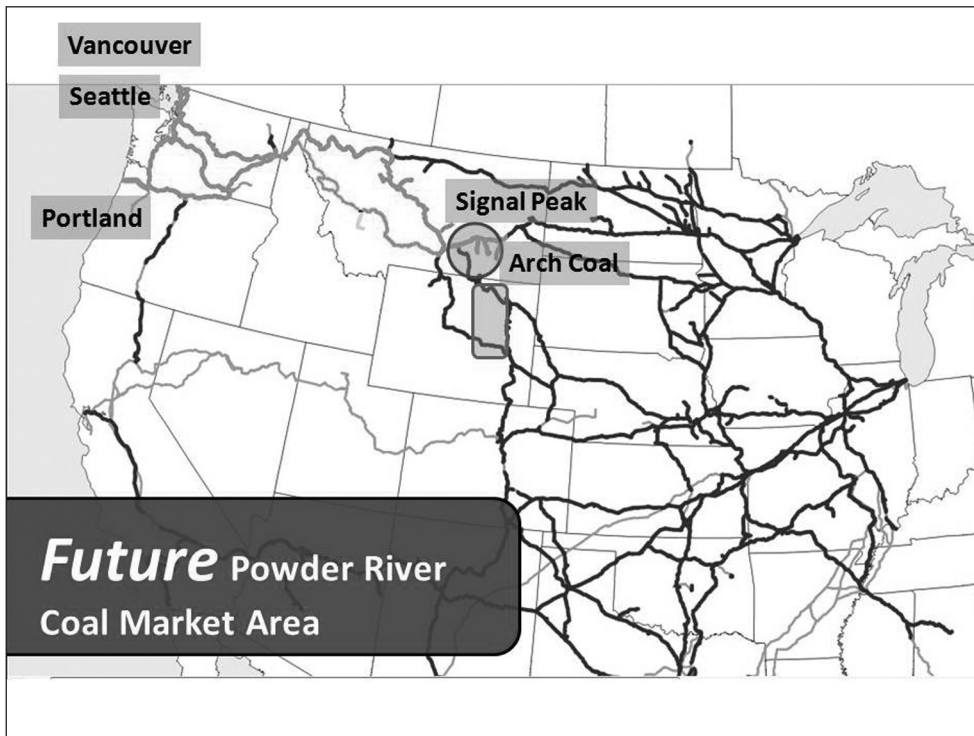 Vancouver
Seattle
Portland
Signal Peak
Arch Coal
Future Powder River
Coal Market Area